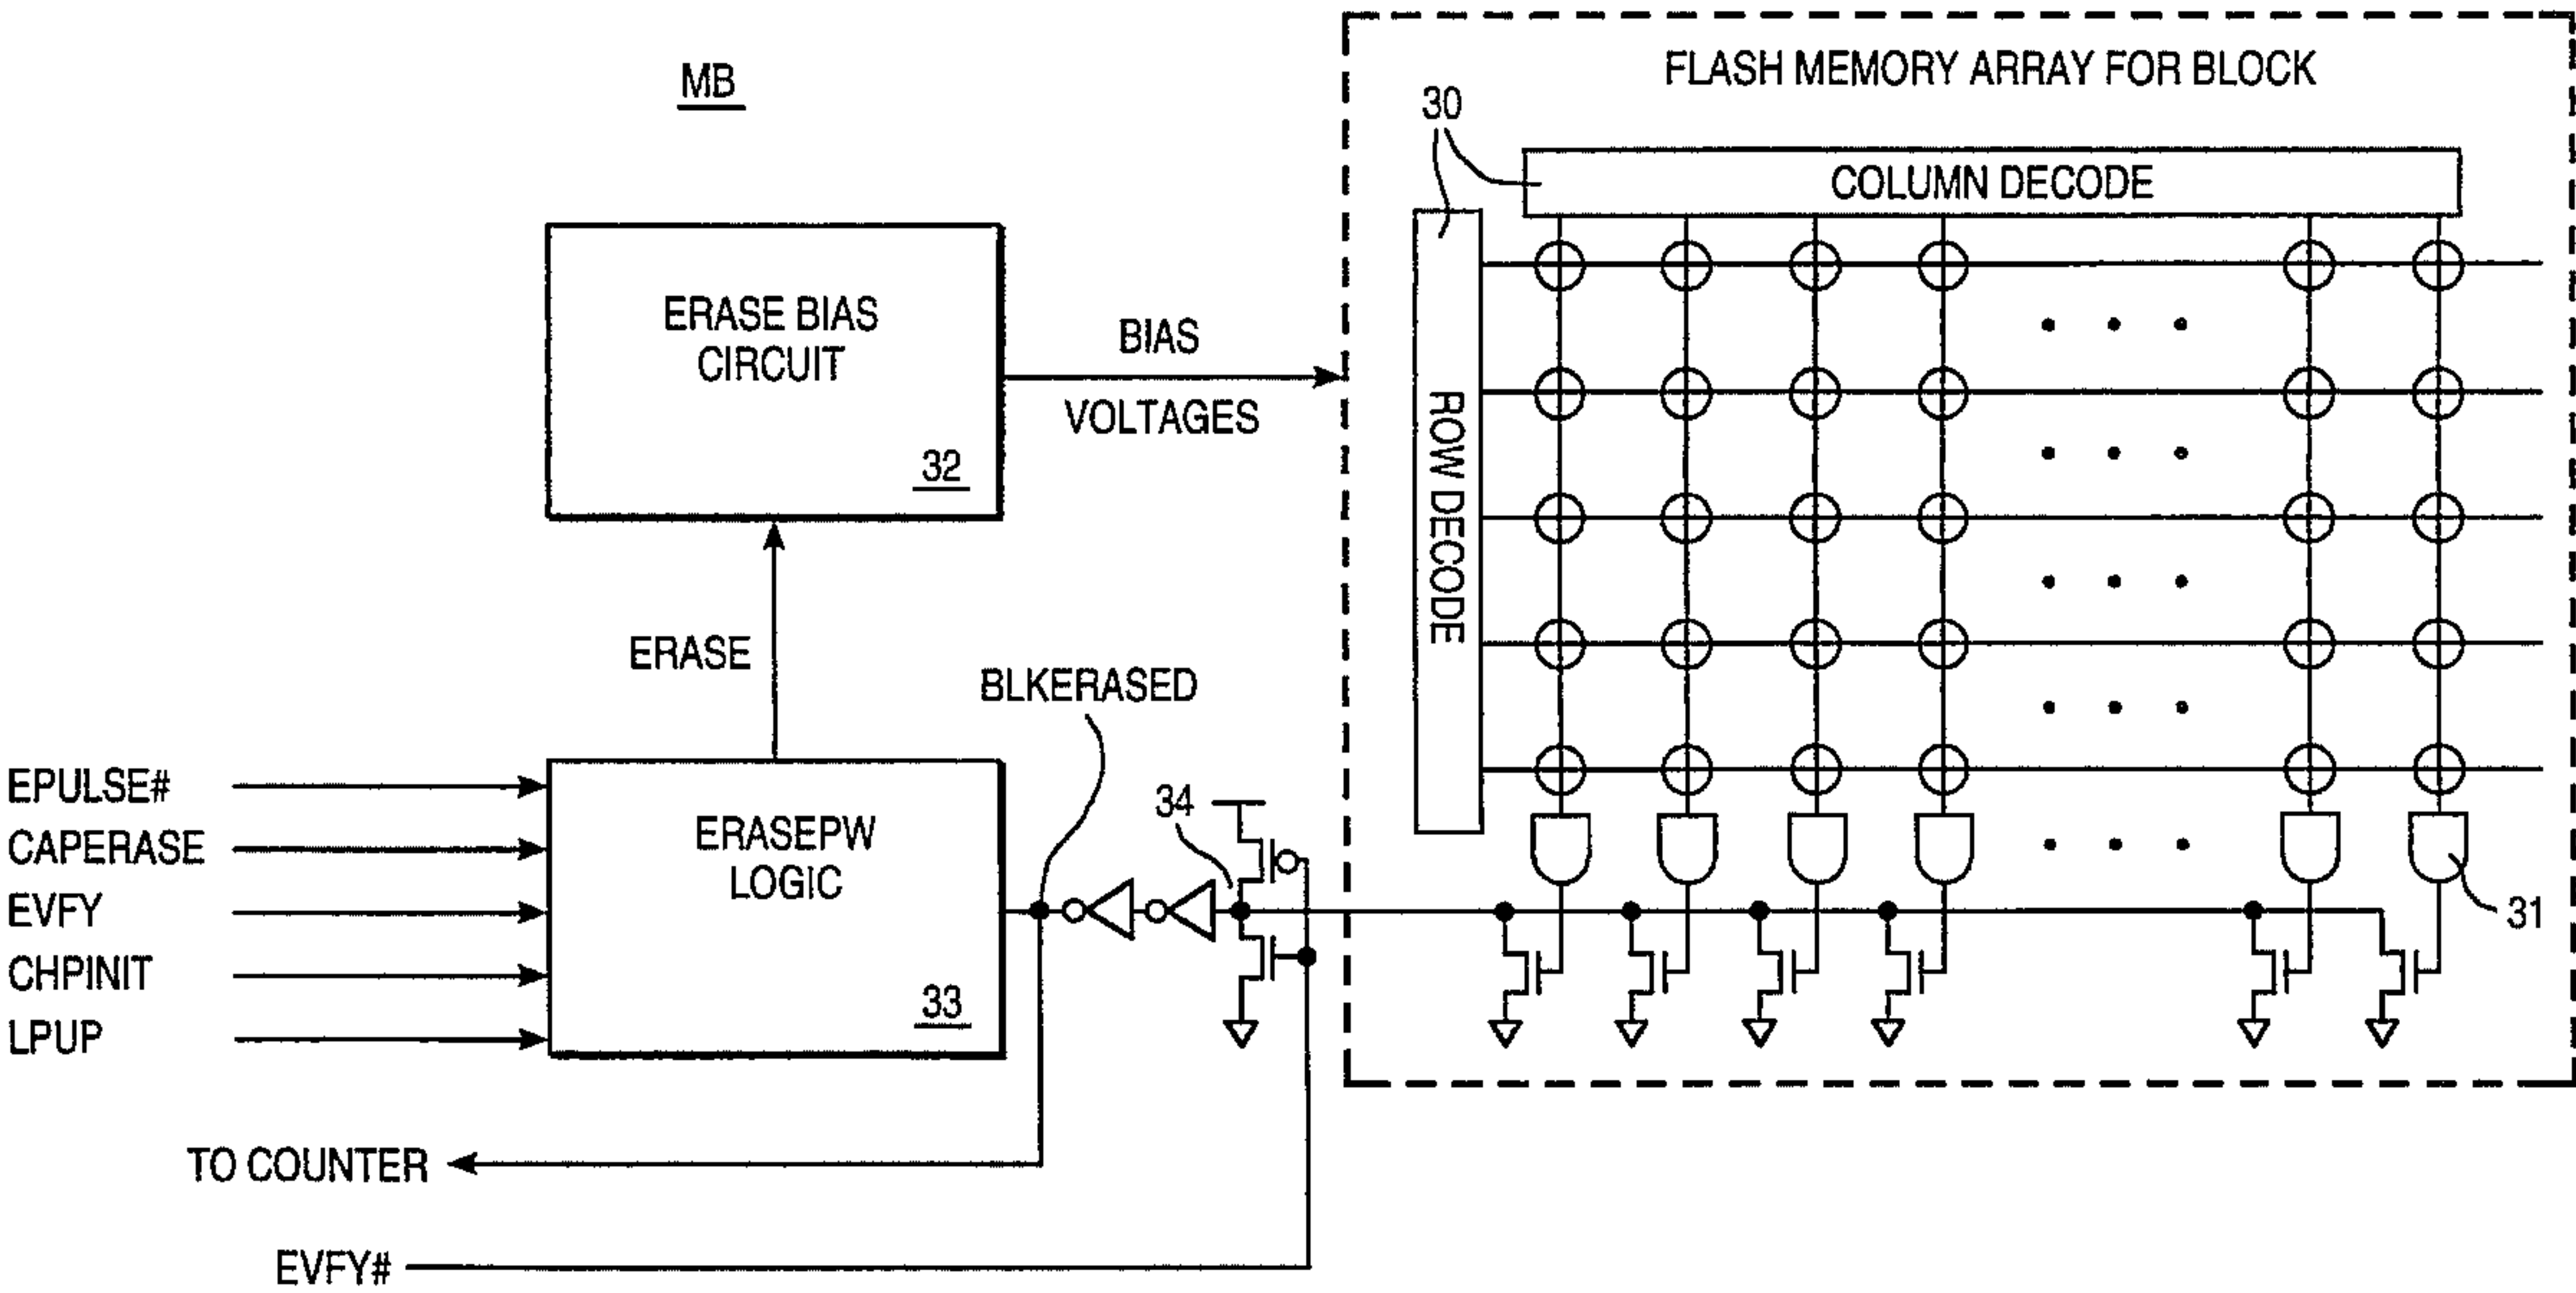 MB
FLASH MEMORY ARRAY FOR BLOCK
30
COLUMN DECODE
ROW DECODE
ERASE BIAS
CIRCUIT
32
BIAS
VOLTAGES
ERASE
BLKERASED
EPULSE#
CAPERASE
EVFY
CHPINIT
LPUP
ERASEPW
LOGIC
33
34
31
TO COUNTER
EVFY#